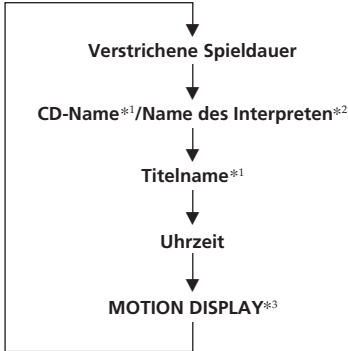 Verstrichene Spieldauer
CD-Name*1/Name des Interpreten*2
Titelname*1
Uhrzeit
MOTION DISPLAY*3